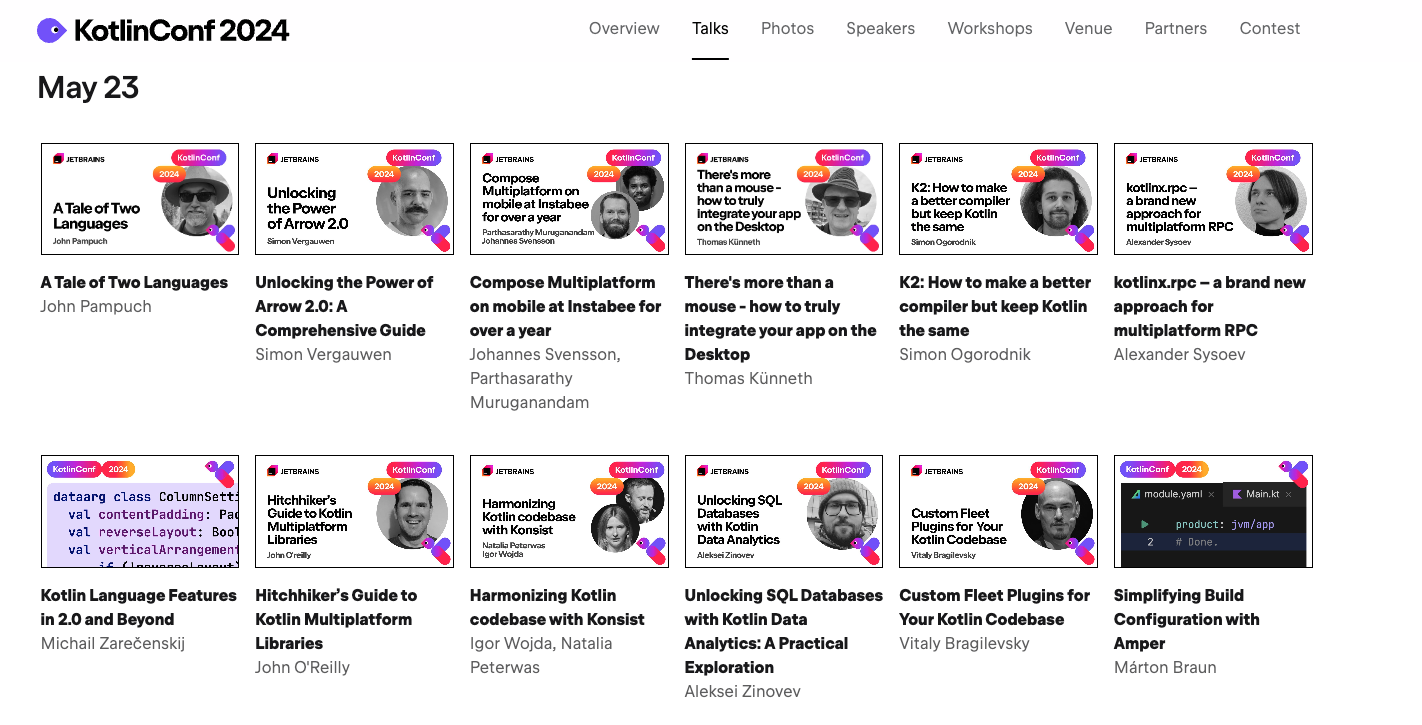 KotlinConf 2024
Overview Talks Photos Speakers Workshops Venue Partners Contest
May 23
JETBRAINS
KotlinConf
2024
A Tale of Two
Languages
John Pampuch
A Tale of Two Languages
John Pampuch
JETBRAINS
KotlinConf
2024
Unlocking
the Power
of Arrow 2.0
Simon Vergauwen
Unlocking the Power of
Arrow 2.0: A
Comprehensive Guide
Simon Vergauwen
JETBRAINS
KotlinConf
2024
Compose
Multiplatform on
mobile at Instabee
for over a year
Parthasarathy Muruganandam
Johannes Svensson
Compose Multiplatform
on mobile at Instabee for
over a year
Johannes Svensson,
Parthasarathy
Muruganandam
JETBRAINS
KotlinConf
2024
There's more
than a mouse -
how to truly
integrate your app
on the Desktop
Thomas Künneth
There's more than a
mouse - how to truly
integrate your app on the
Desktop
Thomas Künneth
JETBRAINS
KotlinConf
2024
K2: How to make
a better compiler
but keep Kotlin
the same
Simon Ogorodnik
K2: How to make a better
compiler but keep Kotlin
the same
Simon Ogorodnik
JETBRAINS
KotlinConf
2024
kotlinx.rpc –
a brand new
approach for
multiplatform RPC
Alexander Sysoev
kotlinx.rpc – a brand new
approach for
multiplatform RPC
Alexander Sysoev
KotlinConf 2024
dataarg class ColumnSetti
val contentPadding: Pad
val reverseLayout: Bool
val verticalArrangement
Kotlin Language Features
in 2.0 and Beyond
Michail Zarečenskij
JETBRAINS
KotlinConf
2024
Hitchhiker's
Guide to Kotlin
Multiplatform
Libraries
John O'reilly
Hitchhiker's Guide to
Kotlin Multiplatform
Libraries
John O'Reilly
JETBRAINS
KotlinConf
2024
Harmonizing
Kotlin codebase
with Konsist
Natalia Peterwas
Igor Wojda
Harmonizing Kotlin
codebase with Konsist
Igor Wojda, Natalia
Peterwas
JETBRAINS
KotlinConf
2024
Unlocking SQL
Databases
with Kotlin
Data Analytics
Aleksei Zinovev
Unlocking SQL Databases
with Kotlin Data
Analytics: A Practical
Exploration
Aleksei Zinovev
JETBRAINS
KotlinConf
2024
Custom Fleet
Plugins for Your
Kotlin Codebase
Vitaly Bragilevsky
Custom Fleet Plugins for
Your Kotlin Codebase
Vitaly Bragilevsky
KotlinConf 2024
module.yaml Main.kt
product: jvm/app
2 # Done.
Simplifying Build
Configuration with
Amper
Márton Braun